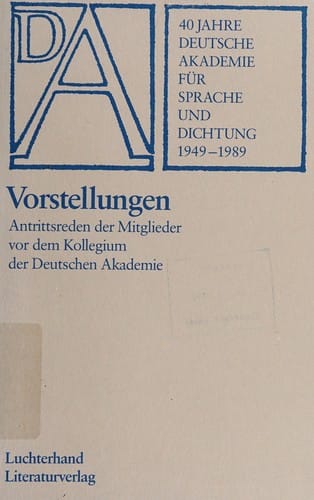 DA
40 JAHRE
DEUTSCHE
AKADEMIE
FÜR
SPRACHE
UND
DICHTUNG
1949–1989
Vorstellungen
Antrittsreden der Mitglieder
vor dem Kollegium
der Deutschen Akademie
Luchterhand
Literaturverlag